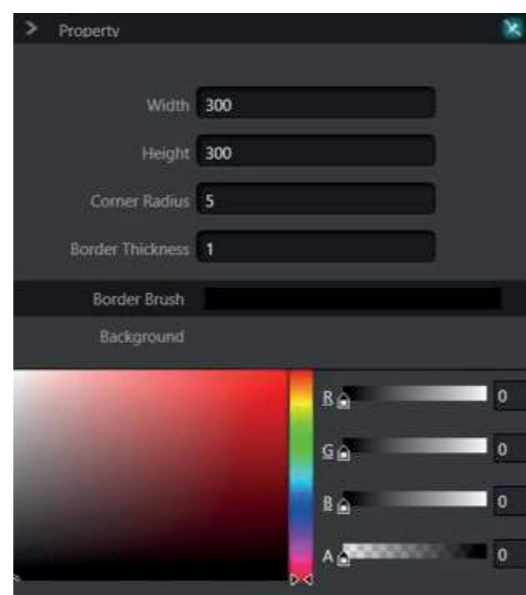 Property
Width 300
Height 300
Corner Radius 5
Border Thickness 1
Border Brush
Background
R 0
G 0
B 0
A 0